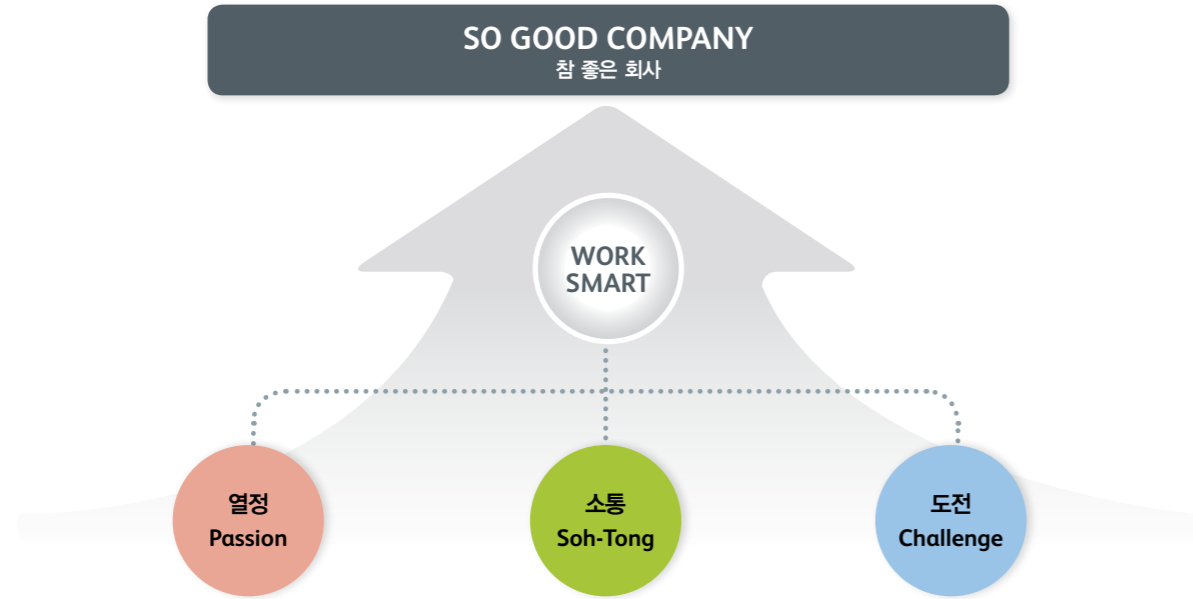 SO GOOD COMPANY
참 좋은 회사
WORK
SMART
열정
Passion
소통
Soh-Tong
도전
Challenge